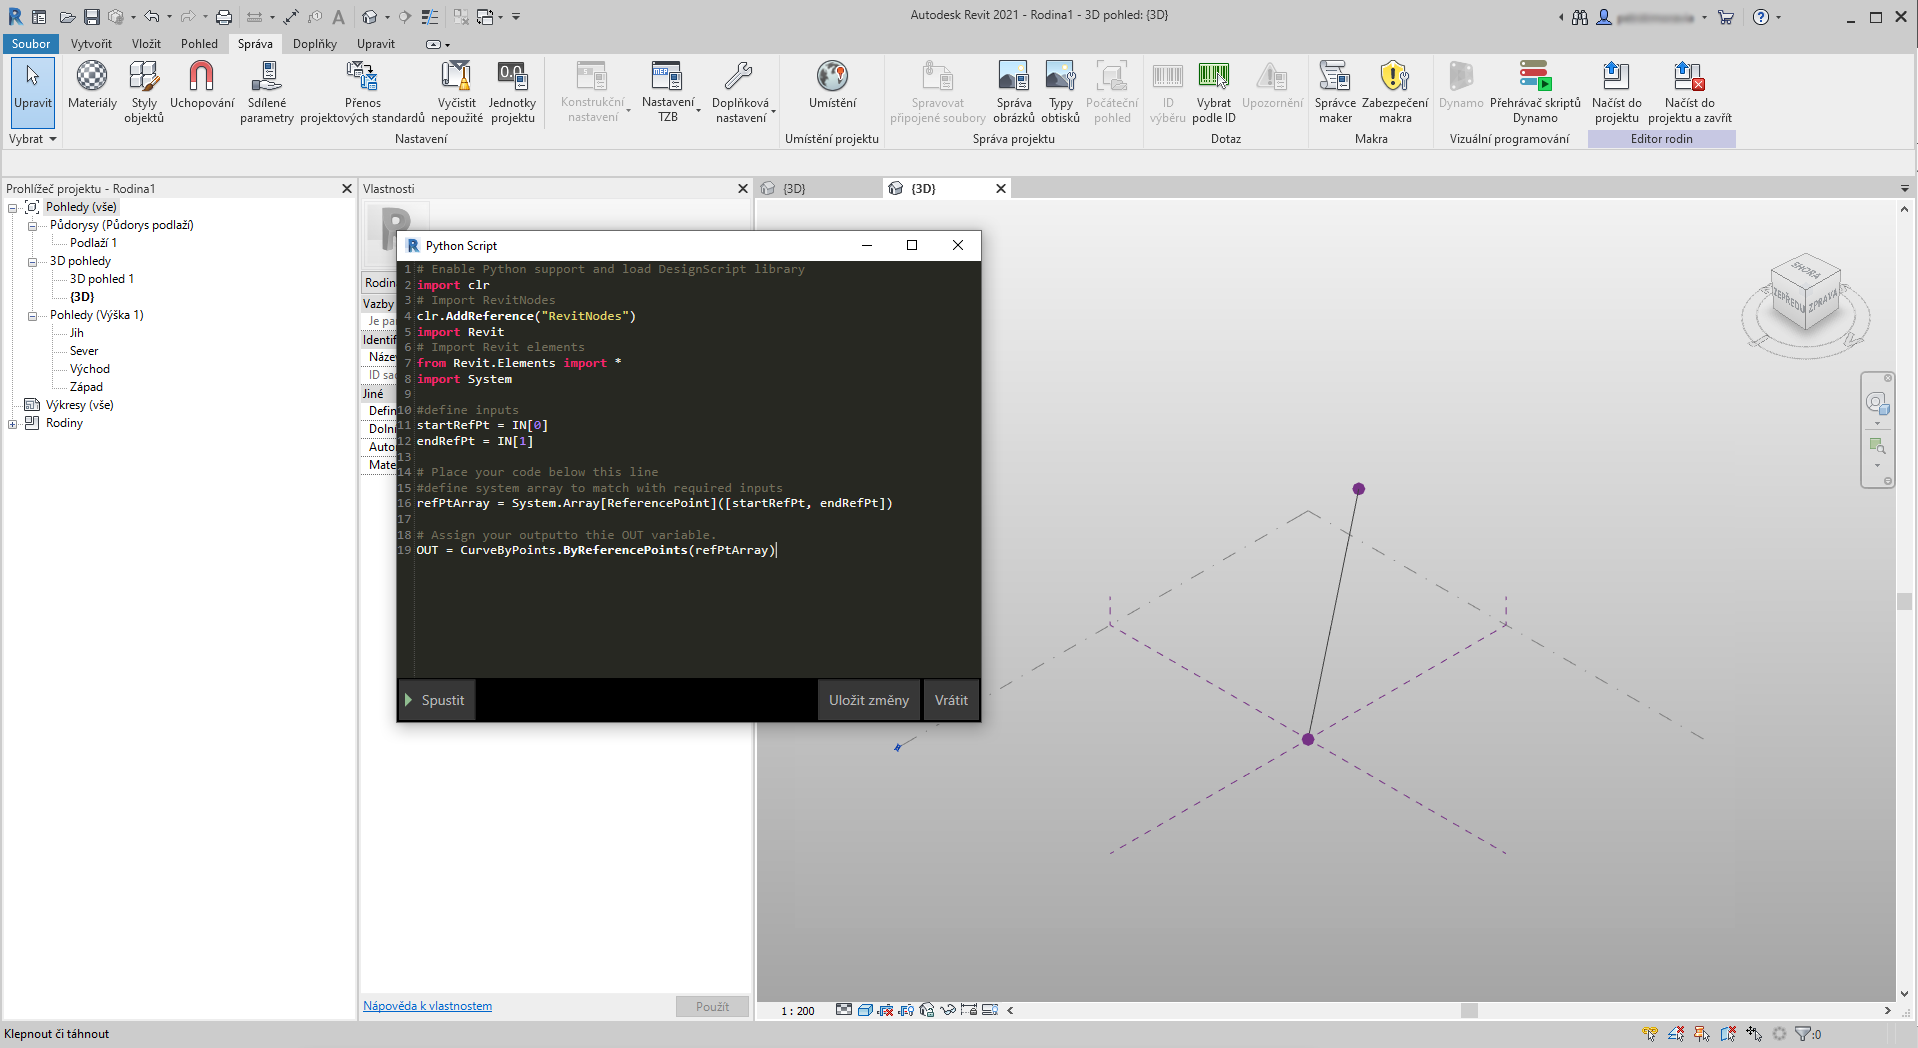 Autodesk Revit 2021 - Rodina1 - 3D pohled: {3D}
Soubor Vytvořit Vložit Pohled Správa Doplňky Upravit
Upravit
Materiály
Styly objektů
Uchopování
Sdílené parametry
Přenos projektových standardů
Vyčistit nepoužité
0.0
Jednotky projektu
Konstrukční nastavení
MEP
Nastavení TZB
Doplňková nastavení
Umístění
Spravovat připojené soubory
Správa obrázků
Typy obtisků
Počáteční pohled
ID výběru
Vybrat podle ID
Upozornění
Správce maker
Zabezpečení makra
Dynamo
Přehrávač skriptů Dynamo
Načíst do projektu
Načíst do projektu a zavřít
Vybrat Nastavení Umístění projektu Správa projektu Dotaz Makra Vizuální programování Editor rodin
Prohlížeč projektu - Rodina1
Pohledy (vše)
Půdorysy (Půdorys podlaží)
Podlaží 1
3D pohledy
3D pohled 1
{3D}
Pohledy (Výška 1)
Jih
Sever
Východ
Západ
Výkresy (vše)
Rodiny
Vlastnosti
Rodin
Vazby
Je pa
Identif
Náze
ID sa
Jiné
Defin
Dolní
Auto
Mate
Nápověda k vlastnostem
Použít
{3D} {3D}
Python Script
1 # Enable Python support and load DesignScript library
2 import clr
3 # Import RevitNodes
4 clr.AddReference("RevitNodes")
5 import Revit
6 # Import Revit elements
7 from Revit.Elements import *
8 import System
9
10 #define inputs
11 startRefPt = IN[0]
12 endRefPt = IN[1]
13
14 # Place your code below this line
15 #define system array to match with required inputs
16 refPtArray = System.Array[ReferencePoint]([startRefPt, endRefPt])
17
18 # Assign your outputto thie OUT variable.
19 OUT = CurveByPoints.ByReferencePoints(refPtArray)
Spustit Uložit změny Vrátit
SHORA
ZEPŘEDU ZPRAVA
1 : 200
Klepnout či táhnout
:0